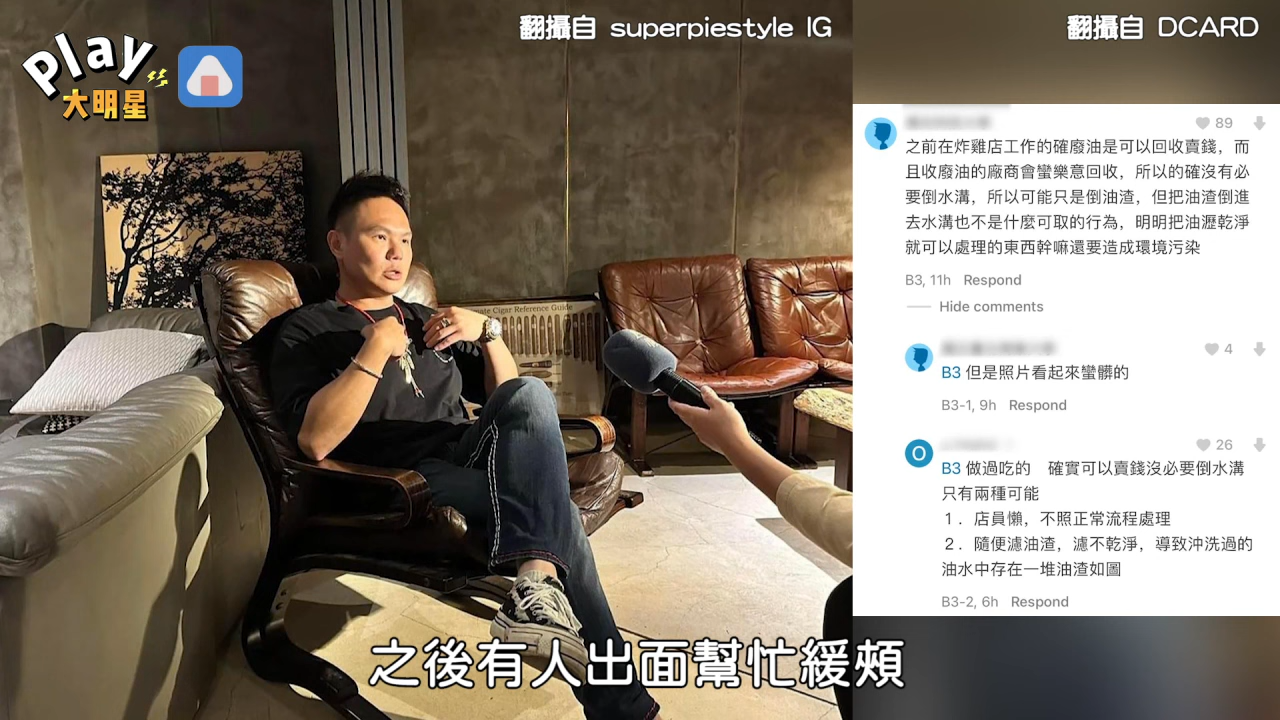 Play
大明星
翻攝自 superpiestyle IG
翻攝自 DCARD
Cigar Reference Guide
89
之前在炸雞店工作的確廢油是可以回收賣錢，而
且收廢油的廠商會蠻樂意回收，所以的確沒有必
要倒水溝，所以可能只是倒油渣，但把油渣倒進
去水溝也不是什麼可取的行為，明明把油瀝乾淨
就可以處理的東西幹嘛還要造成環境污染
B3, 11h Respond
Hide comments
4
B3 但是照片看起來蠻髒的
B3-1, 9h Respond
O
26
B3 做過吃的　確實可以賣錢沒必要倒水溝
只有兩種可能
１．店員懶，不照正常流程處理
２．隨便濾油渣，濾不乾淨，導致沖洗過的
油水中存在一堆油渣如圖
B3-2, 6h Respond
之後有人出面幫忙緩頰